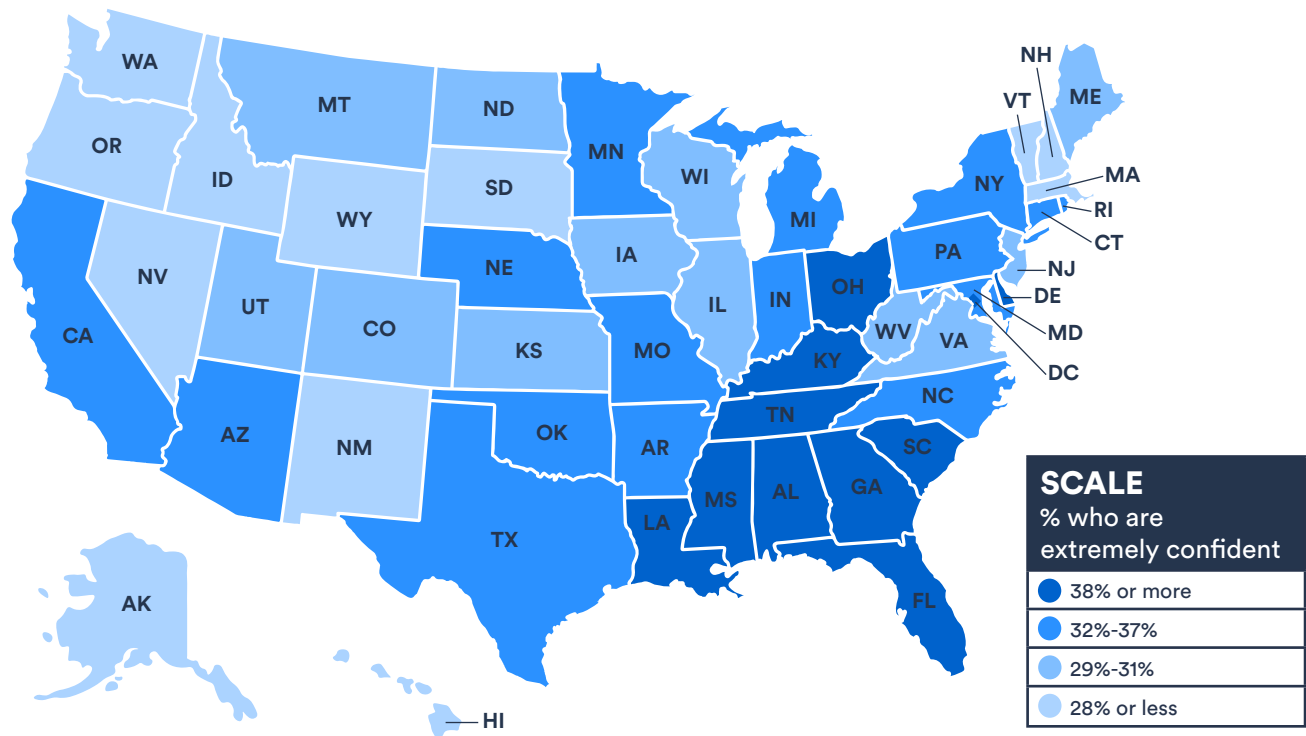 WA
MT
ND
MN
OR
ID
SD
WI
WY
MI
NY
ME
NH
VT
MA
RI
CT
NJ
DE
MD
DC
NV
UT
CO
NE
IA
IL
IN
OH
PA
WV
VA
CA
KS
MO
KY
NC
AZ
NM
OK
AR
TN
SC
TX
LA
MS
AL
GA
FL
AK
HI
SCALE
% who are
extremely confident
38% or more
32%-37%
29%-31%
28% or less